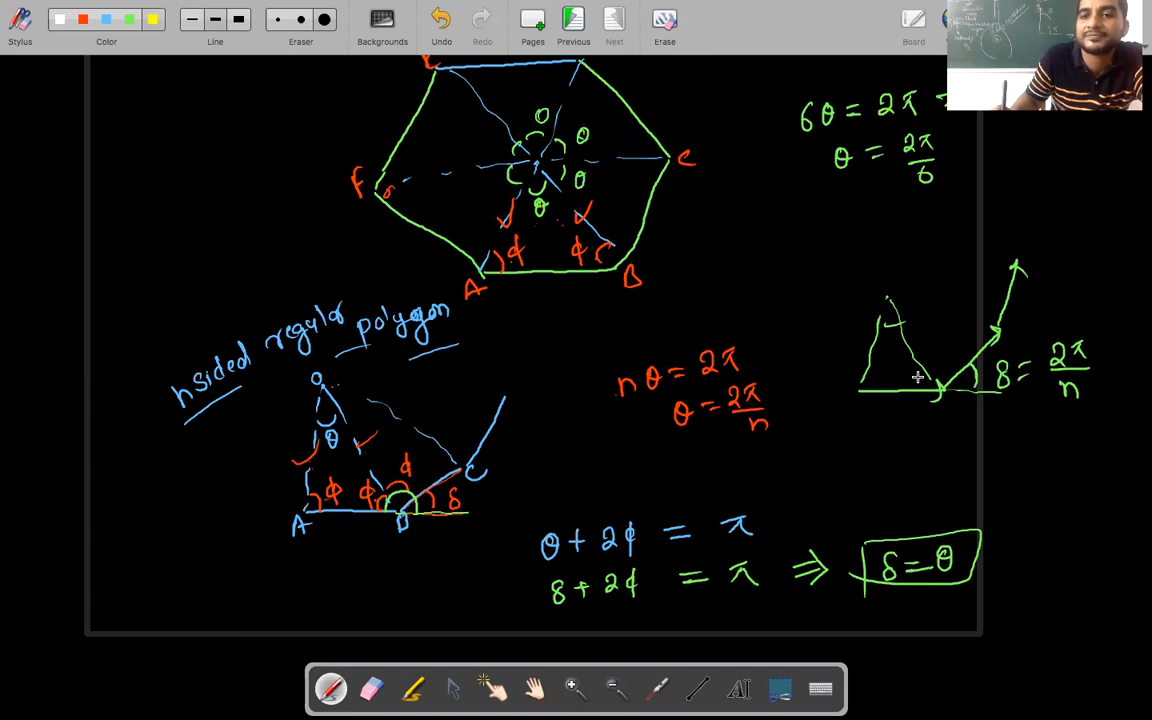 Stylus
Color
Line
Eraser
Backgrounds
Undo
Redo
Pages
Previous
Next
Erase
Board
θ
θ
θ
θ
F
C
ϕ
ϕ
A
B
6θ = 2π
θ = 2π/6
n sided regular polygon
O
θ
ϕ
ϕ
ϕ
δ
A
B
C
nθ = 2π
θ = 2π/n
δ = 2π/n
θ + 2ϕ = π
δ + 2ϕ = π ⇒ δ = θ